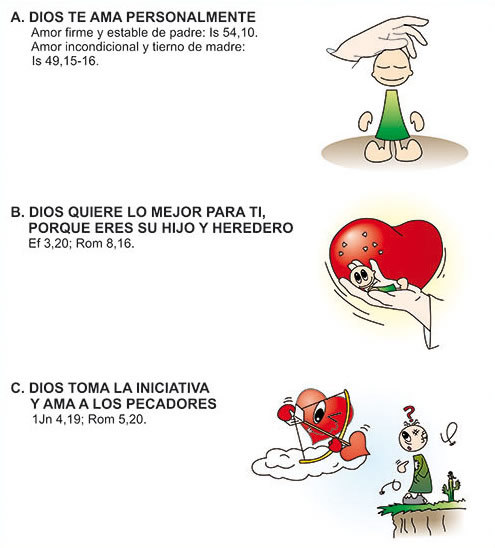 A. DIOS TE AMA PERSONALMENTE
Amor firme y estable de padre: Is 54,10.
Amor incondicional y tierno de madre:
Is 49,15-16.
B. DIOS QUIERE LO MEJOR PARA TI,
PORQUE ERES SU HIJO Y HEREDERO
Ef 3,20; Rom 8,16.
C. DIOS TOMA LA INICIATIVA
Y AMA A LOS PECADORES
1Jn 4,19; Rom 5,20.
?